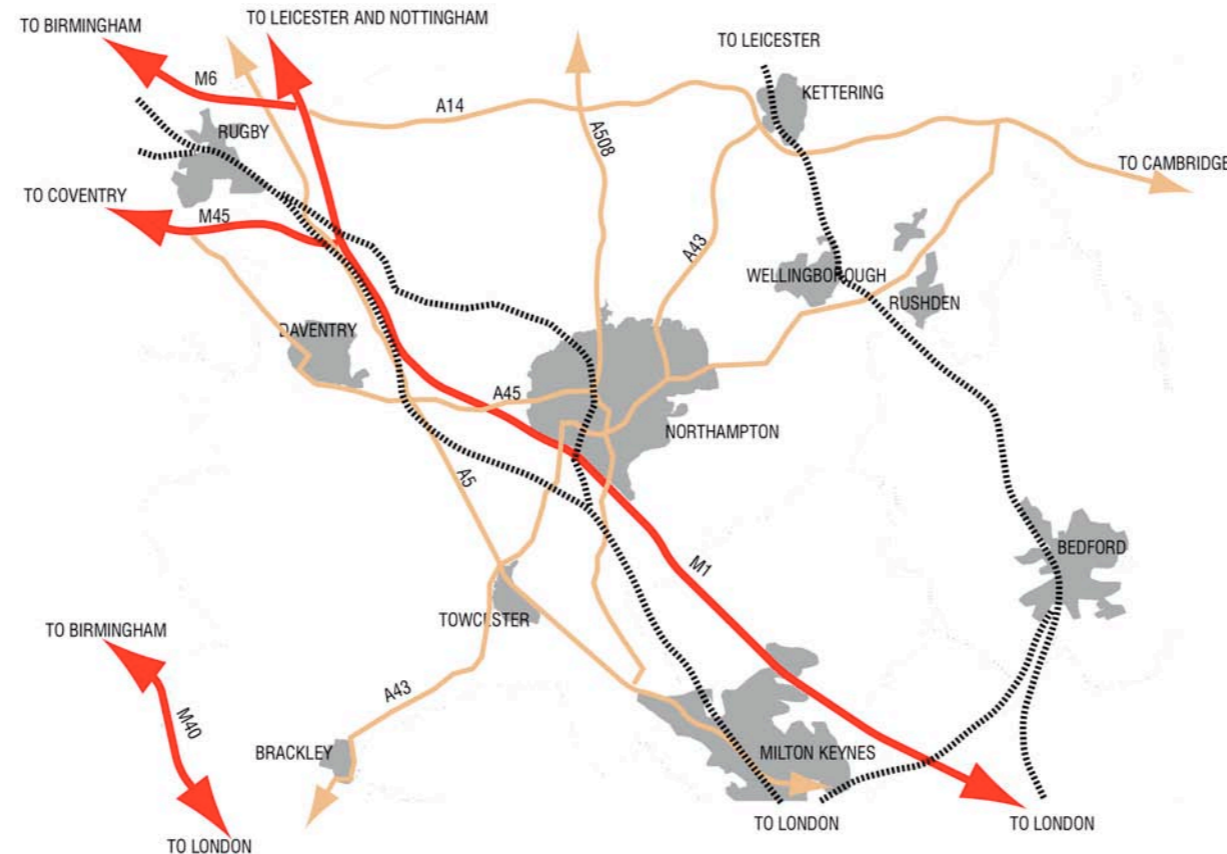 TO LEICESTER AND NOTTINGHAM
TO BIRMINGHAM
TO LEICESTER
M6
KETTERING
A14
RUGBY
A508
TO CAMBRIDGE
TO COVENTRY
M45
A43
WELLINGBOROUGH
RUSHDEN
DAVENTRY
A45
NORTHAMPTON
A5
BEDFORD
M1
TOWCESTER
TO BIRMINGHAM
A43
M40
BRACKLEY
MILTON KEYNES
TO LONDON
TO LONDON
TO LONDON